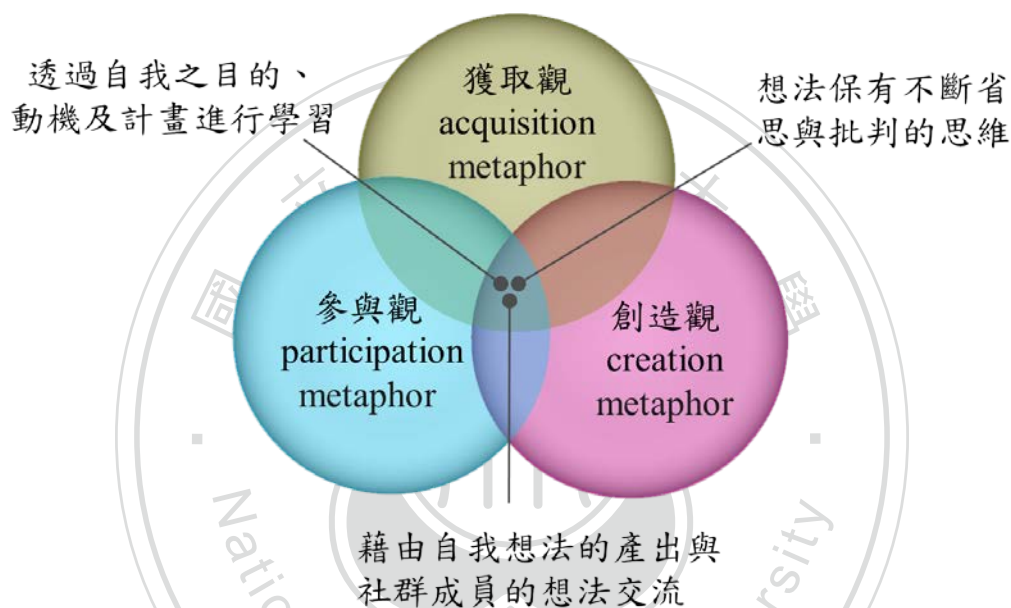 透過自我之目的、
動機及計畫進行學習
獲取觀
acquisition
metaphor
想法保有不斷省
思與批判的思維
參與觀
participation
metaphor
創造觀
creation
metaphor
藉由自我想法的產出與
社群成員的想法交流